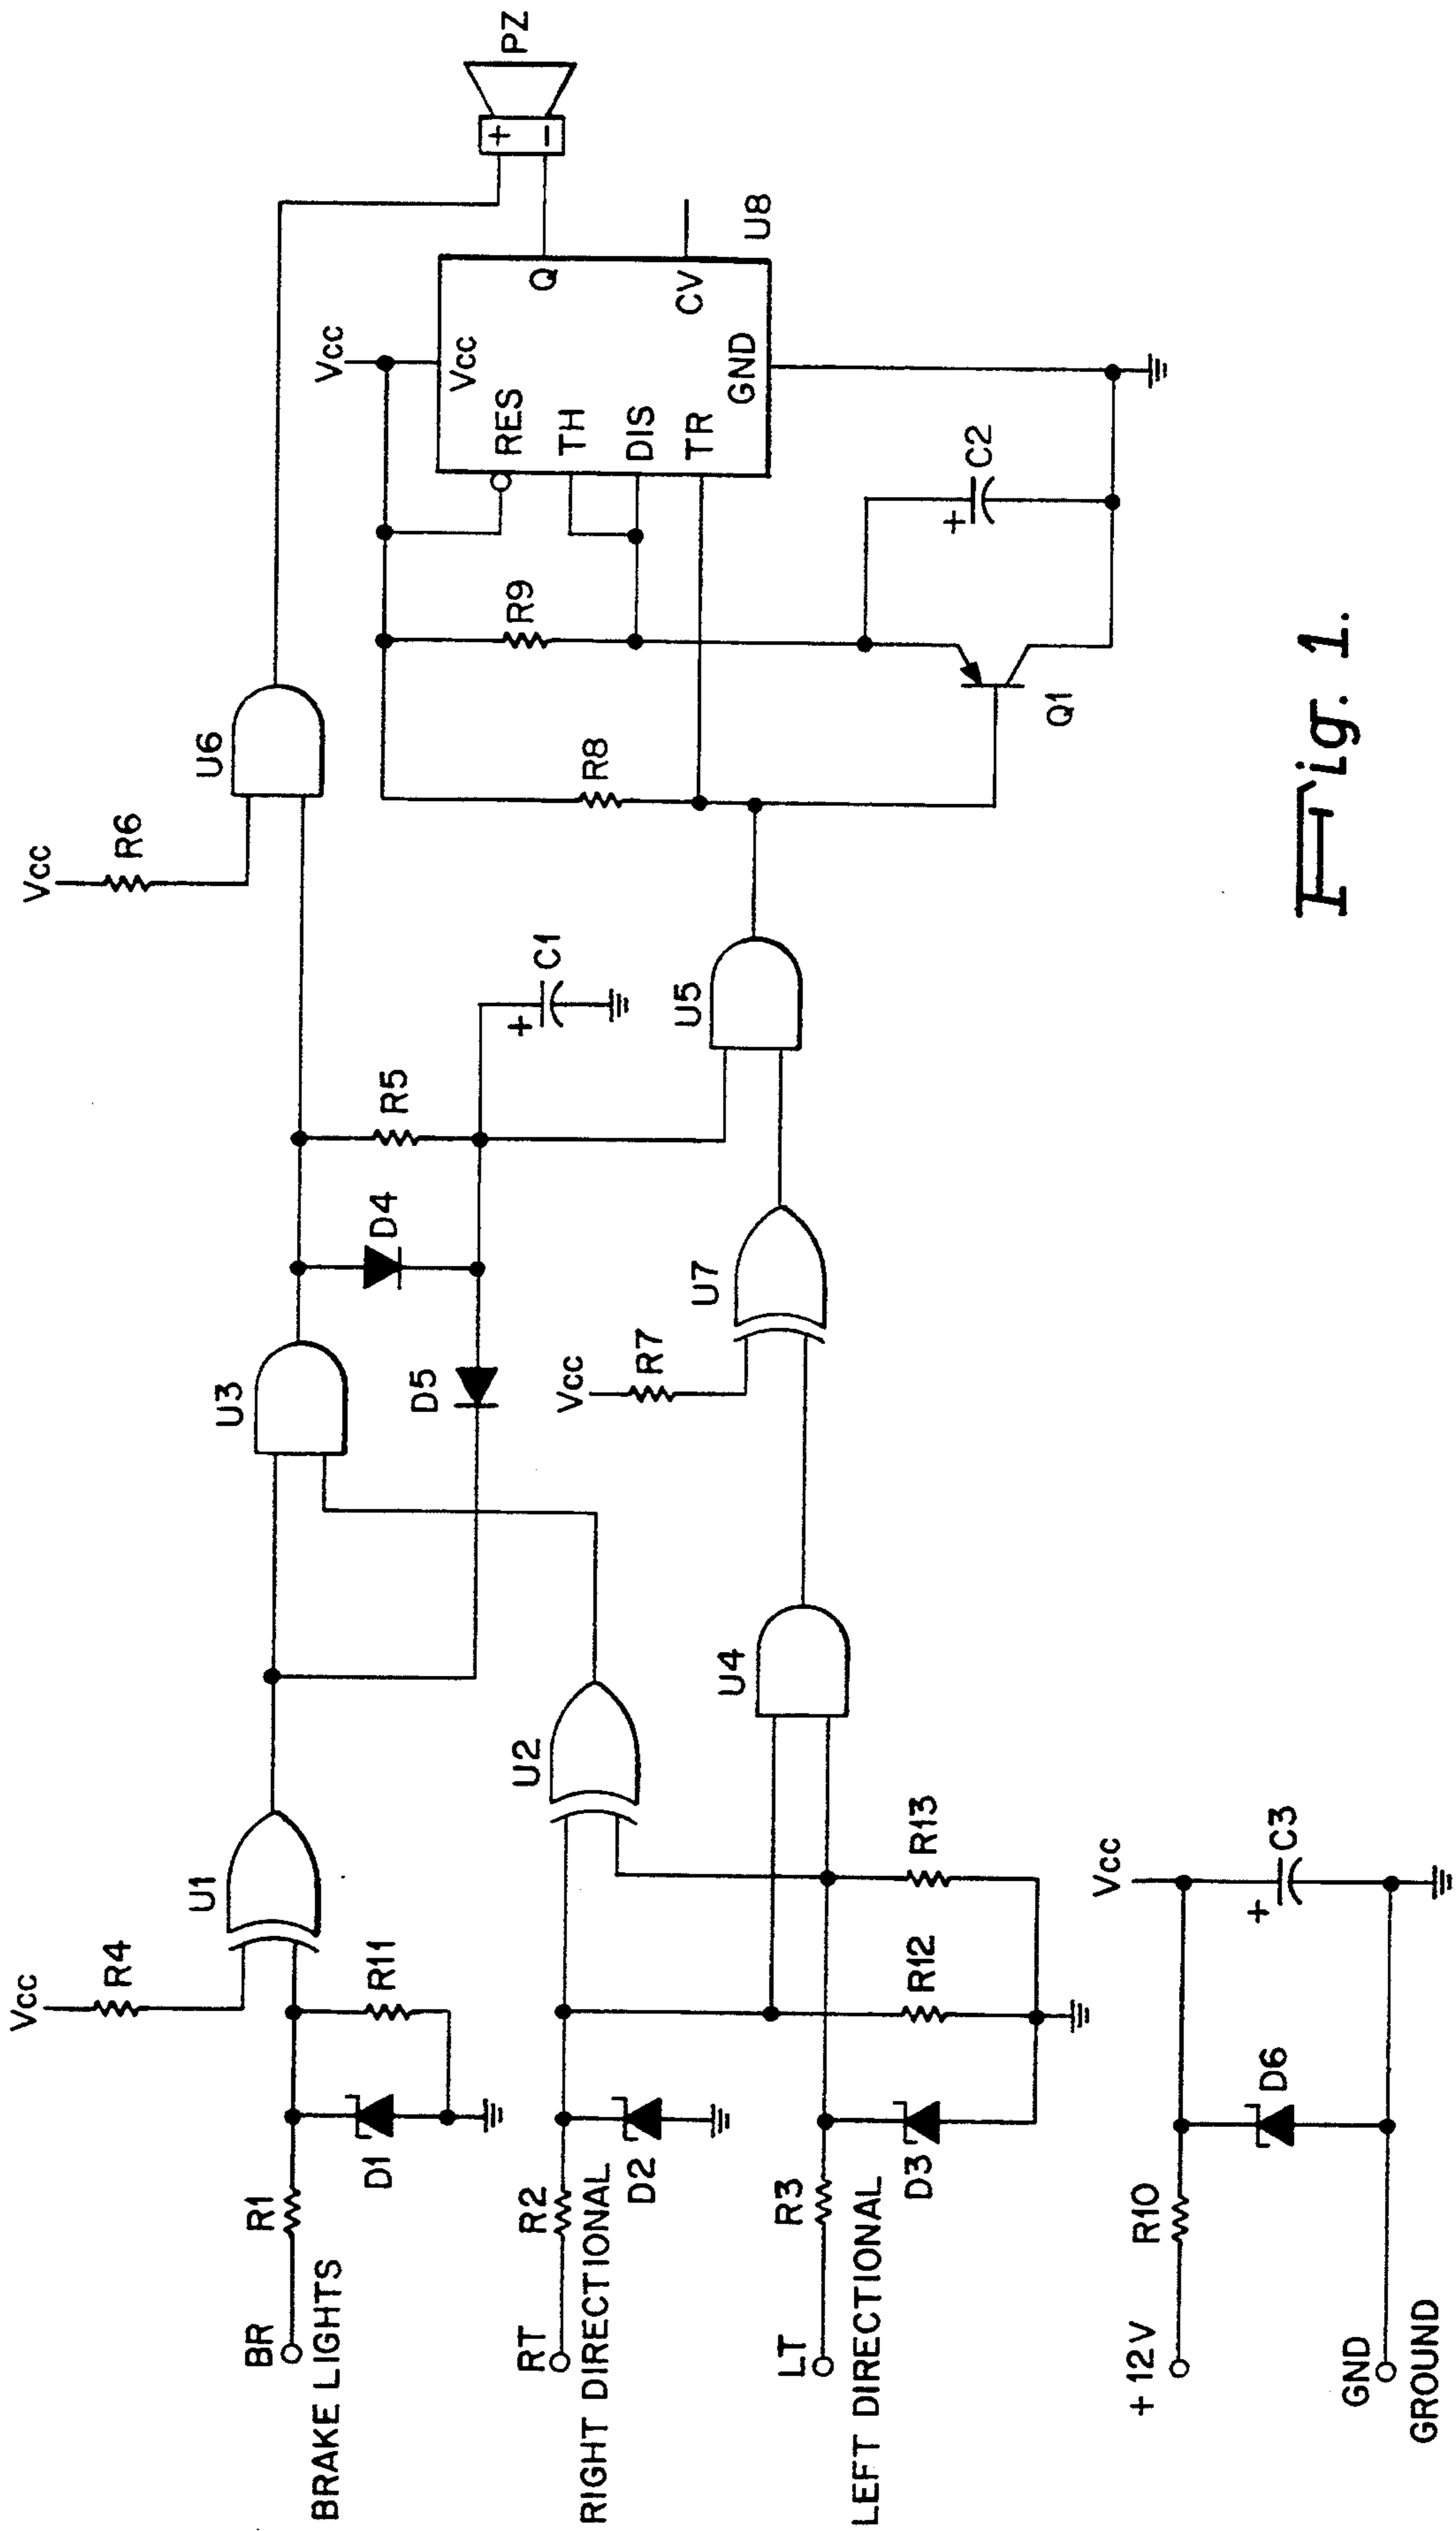 Vcc
R4
U1
BR
R1
BRAKE LIGHTS
D1
R11
U3
D4
R5
Vcc
R6
U6
PZ
+
−
D5
+
C1
RT
R2
RIGHT DIRECTIONAL
D2
U2
LT
R3
LEFT DIRECTIONAL
D3
R12
R13
U4
Vcc
R7
U7
U5
R8
R9
Vcc
Vcc
RES
TH
DIS
TR
GND
Q
CV
U8
Q1
+
C2
+12V
R10
D6
Vcc
+
C3
GND
GROUND
Fig. 1.